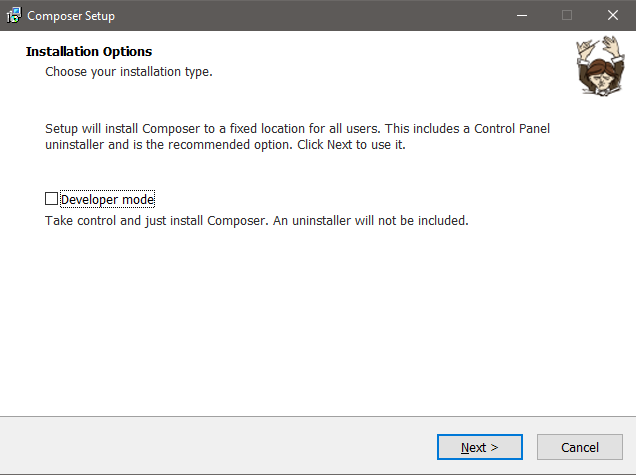 Composer Setup
Installation Options
Choose your installation type.
Setup will install Composer to a fixed location for all users. This includes a Control Panel
uninstaller and is the recommended option. Click Next to use it.
Developer mode
Take control and just install Composer. An uninstaller will not be included.
Next >
Cancel